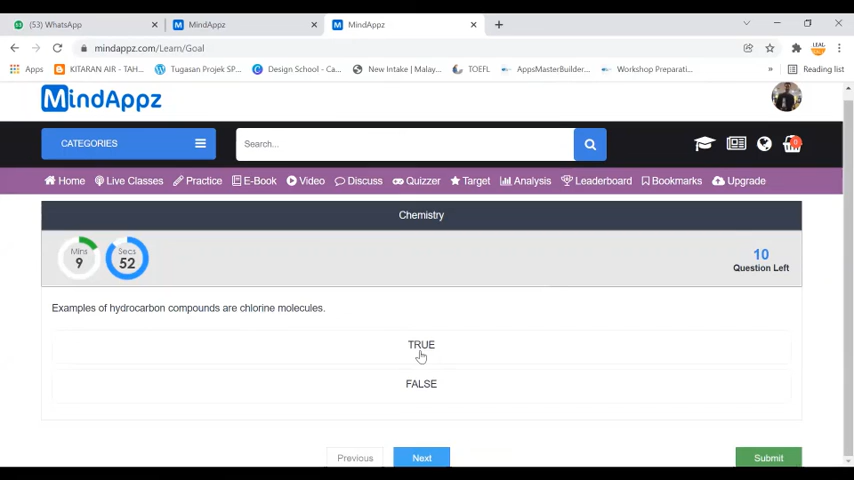 (53) WhatsApp
MindAppz
MindAppz
mindappz.com/Learn/Goal
Apps
KITARAN AIR - TAH...
Tugasan Projek SP...
Design School - Ca...
New Intake | Malay...
TOEFL
AppsMasterBuilder...
Workshop Preparati...
»
Reading list
MindAppz
CATEGORIES
Search...
0
Home
Live Classes
Practice
E-Book
Video
Discuss
Quizzer
Target
Analysis
Leaderboard
Bookmarks
Upgrade
Chemistry
Mins
9
Secs
52
10
Question Left
Examples of hydrocarbon compounds are chlorine molecules.
TRUE
FALSE
Previous
Next
Submit